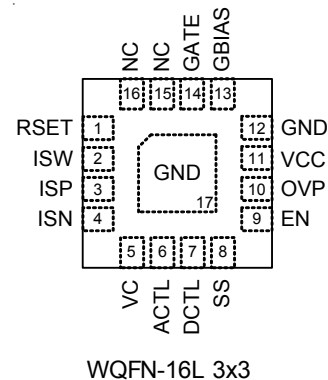 NC NC GATE GBIAS
16 15 14 13
RSET 1 12 GND
ISW 2 11 VCC
ISP 3 GND 10 OVP
ISN 4 17 9 EN
5 6 7 8
VC ACTL DCTL SS
WQFN-16L 3x3